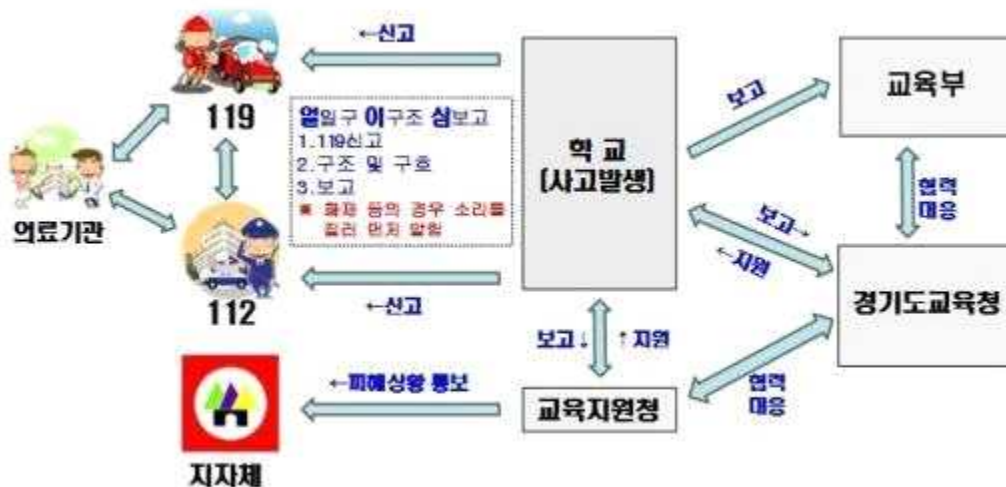 ←신고
119
열일구 이구조 삼보고
1.119신고
2.구조 및 구호
3.보고
※ 화재 등의 경우 소리를
질러 먼저 알림
의료기관
112
←신고
←피해상황 통보
지자체
학 교
(사고발생)
보고
교육부
협력
대응
보고→
←지원
경기도교육청
보고↓ ↑지원
교육지원청
협력
대응